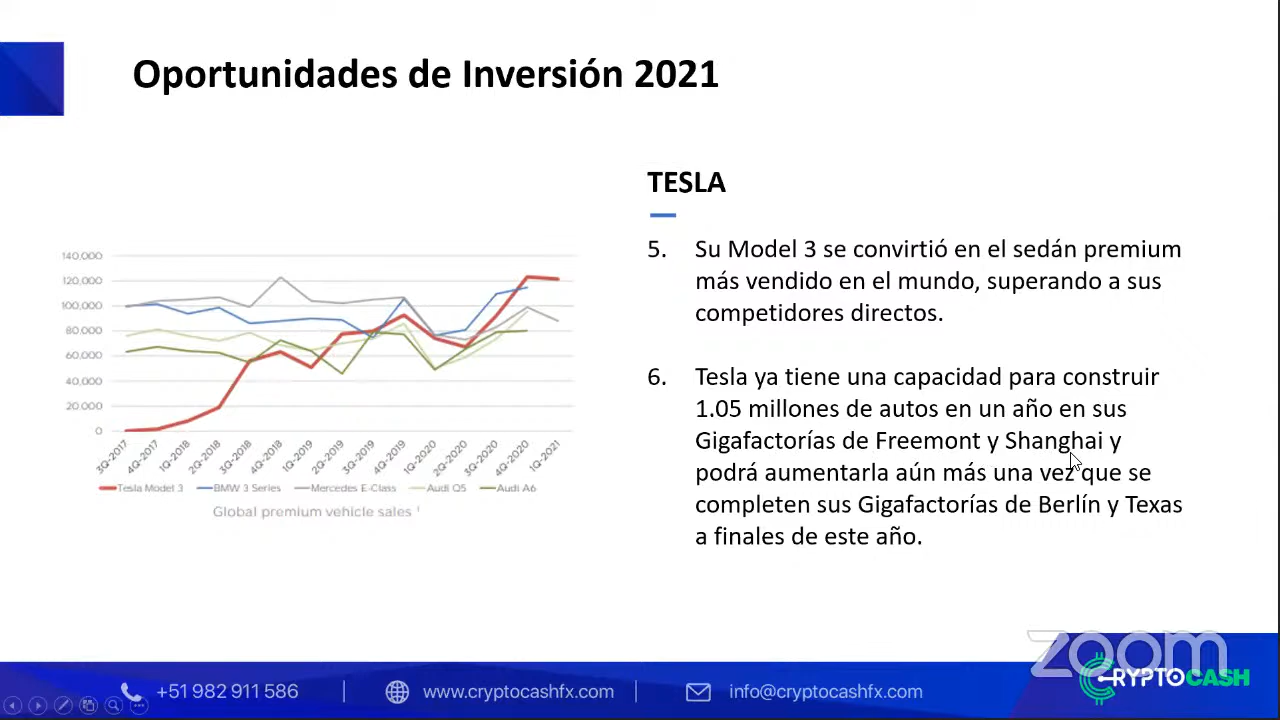 Oportunidades de Inversión 2021
TESLA
5. Su Model 3 se convirtió en el sedán premium
más vendido en el mundo, superando a sus
competidores directos.
6. Tesla ya tiene una capacidad para construir
1.05 millones de autos en un año en sus
Gigafactorías de Freemont y Shanghai y
podrá aumentarla aún más una vez que se
completen sus Gigafactorías de Berlín y Texas
a finales de este año.
140,000
120,000
100,000
80,000
60,000
40,000
20,000
0
3Q-2017 4Q-2017 1Q-2018 2Q-2018 3Q-2018 4Q-2018 1Q-2019 2Q-2019 3Q-2019 4Q-2019 1Q-2020 2Q-2020 3Q-2020 4Q-2020 1Q-2021
Tesla Model 3 BMW 3 Series Mercedes E-Class Audi Q5 Audi A6
Global premium vehicle sales ¹
zoom
+51 982 911 586 www.cryptocashfx.com info@cryptocashfx.com CRYPTOCASH